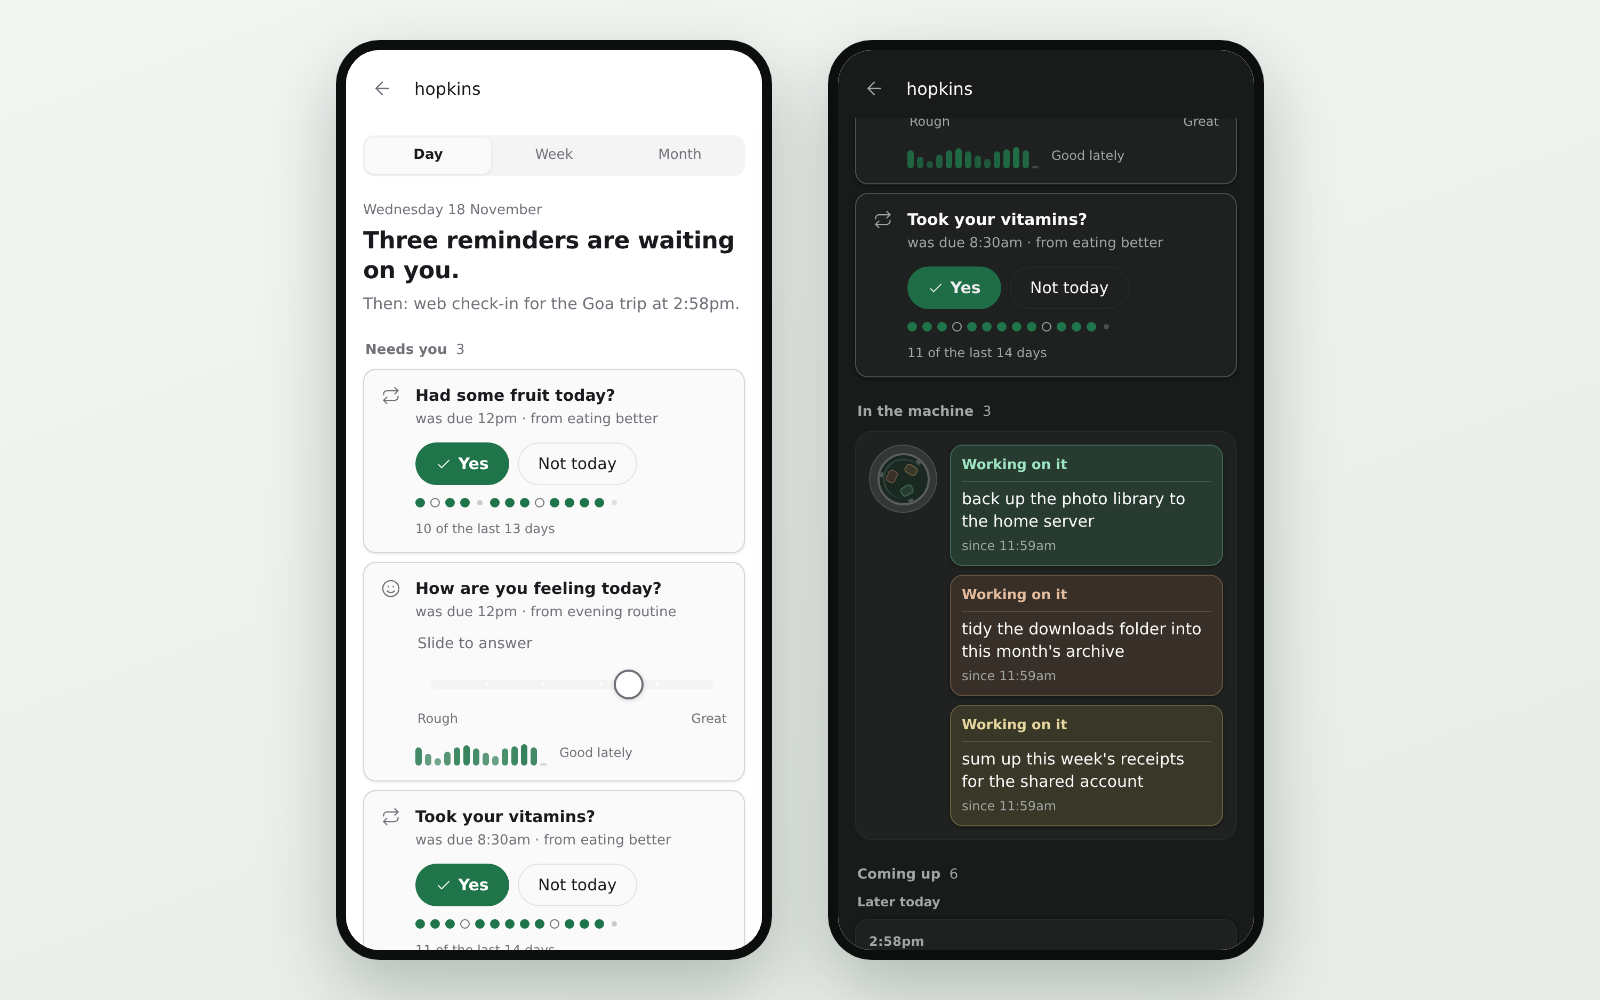 hopkins
Day
Week
Month
Wednesday 18 November
Three reminders are waiting
on you.
Then: web check-in for the Goa trip at 2:58pm.
Needs you 3
Had some fruit today?
was due 12pm · from eating better
Yes
Not today
10 of the last 13 days
How are you feeling today?
was due 12pm · from evening routine
Slide to answer
Rough
Great
Good lately
Took your vitamins?
was due 8:30am · from eating better
Yes
Not today
11 of the last 14 days
hopkins
Rough
Great
Good lately
Took your vitamins?
was due 8:30am · from eating better
Yes
Not today
11 of the last 14 days
In the machine 3
Working on it
back up the photo library to
the home server
since 11:59am
Working on it
tidy the downloads folder into
this month's archive
since 11:59am
Working on it
sum up this week's receipts
for the shared account
since 11:59am
Coming up 6
Later today
2:58pm